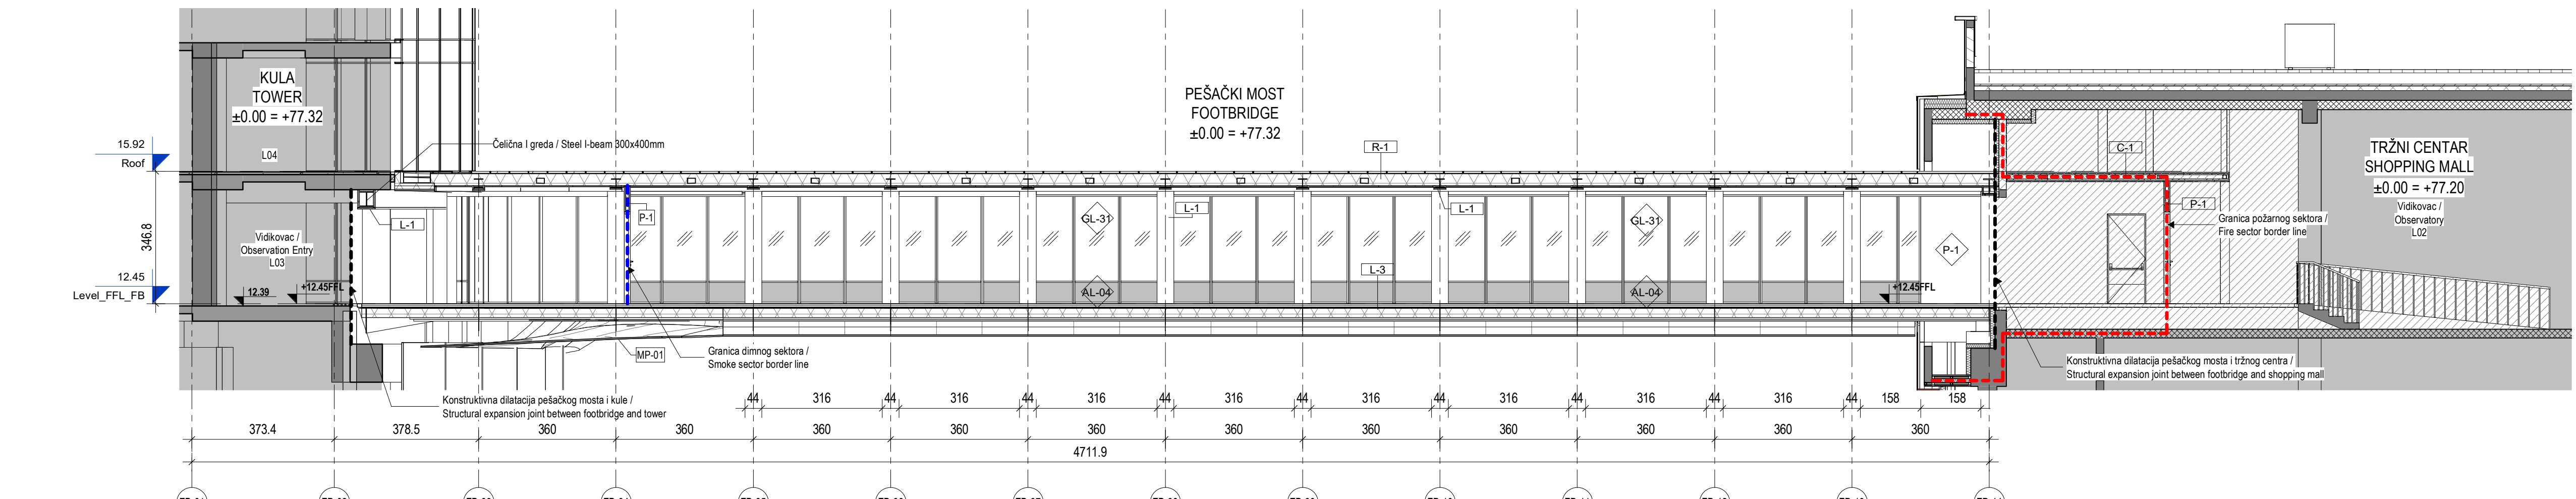 KULA
TOWER
±0.00 = +77.32
L04
Čelična I greda / Steel I-beam 300x400mm
PEŠAČKI MOST
FOOTBRIDGE
±0.00 = +77.32
R-1
C-1
TRŽNI CENTAR
SHOPPING MALL
±0.00 = +77.20
Vidikovac /
Observatory
L02
15.92
Roof
346.8
12.45
Level_FFL_FB
Vidikovac /
Observation Entry
L03
12.39
+12.45FFL
L-1
P-1
GL-31
L-1
L-1
GL-31
P-1
P-1
Granica požarnog sektora /
Fire sector border line
L-3
AL-04
AL-04
+12.45FFL
MP-01
Granica dimnog sektora /
Smoke sector border line
Konstruktivna dilatacija pešačkog mosta i tržnog centra /
Structural expansion joint between footbridge and shopping mall
Konstruktivna dilatacija pešačkog mosta i kule /
Structural expansion joint between footbridge and tower
44 316 44 316 44 316 44 316 44 316 44 316 44 316 44 316 44 158 158
373.4 378.5 360 360 360 360 360 360 360 360 360 360 360
4711.9